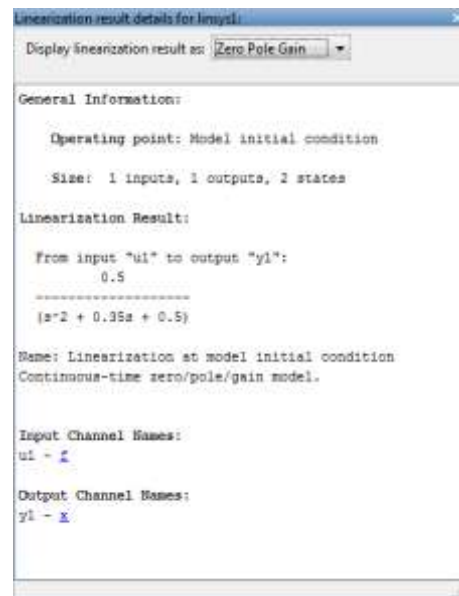 Linearization result details for linsys1:
Display linearization result as: Zero Pole Gain
General Information:
Operating point: Model initial condition
Size: 1 inputs, 1 outputs, 2 states
Linearization Result:
From input "u1" to output "y1":
0.5
-------------------
(s^2 + 0.35s + 0.5)
Name: Linearization at model initial condition
Continuous-time zero/pole/gain model.
Input Channel Names:
u1 - f
Output Channel Names:
y1 - x